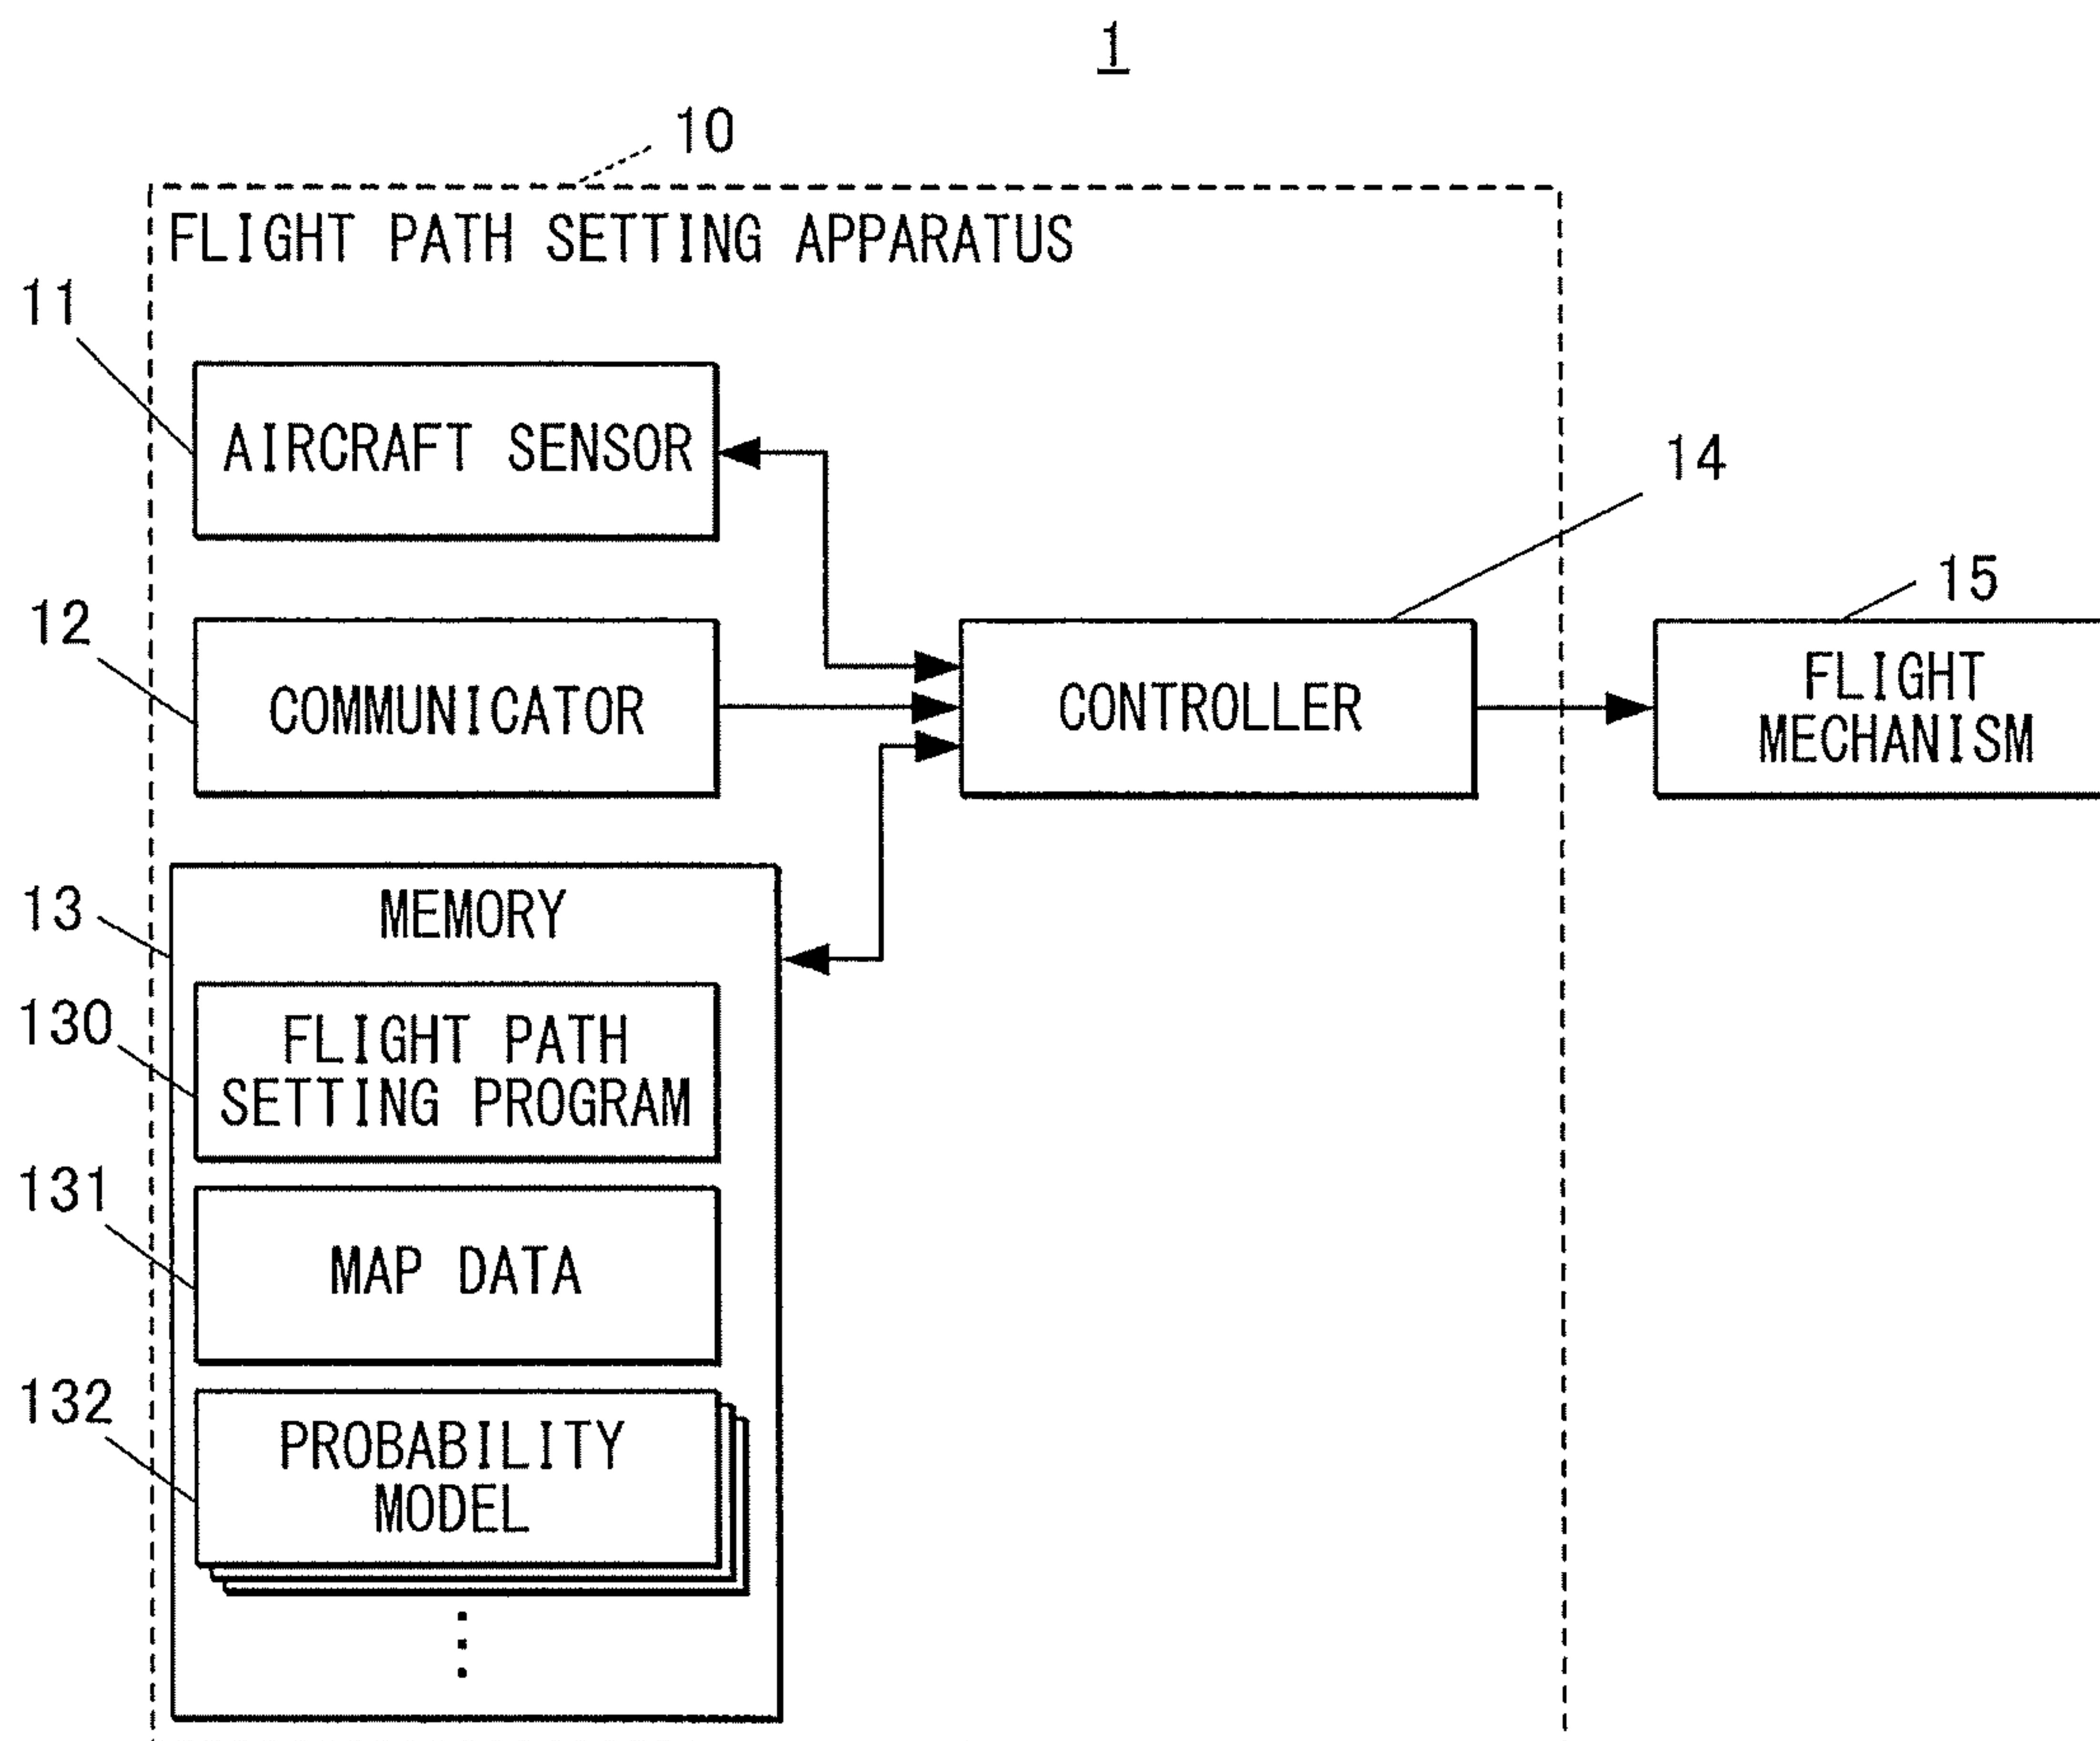 1
10
FLIGHT PATH SETTING APPARATUS
11
AIRCRAFT SENSOR
14
12
COMMUNICATOR
CONTROLLER
15
FLIGHT
MECHANISM
13
MEMORY
130
FLIGHT PATH
SETTING PROGRAM
131
MAP DATA
132
PROBABILITY
MODEL